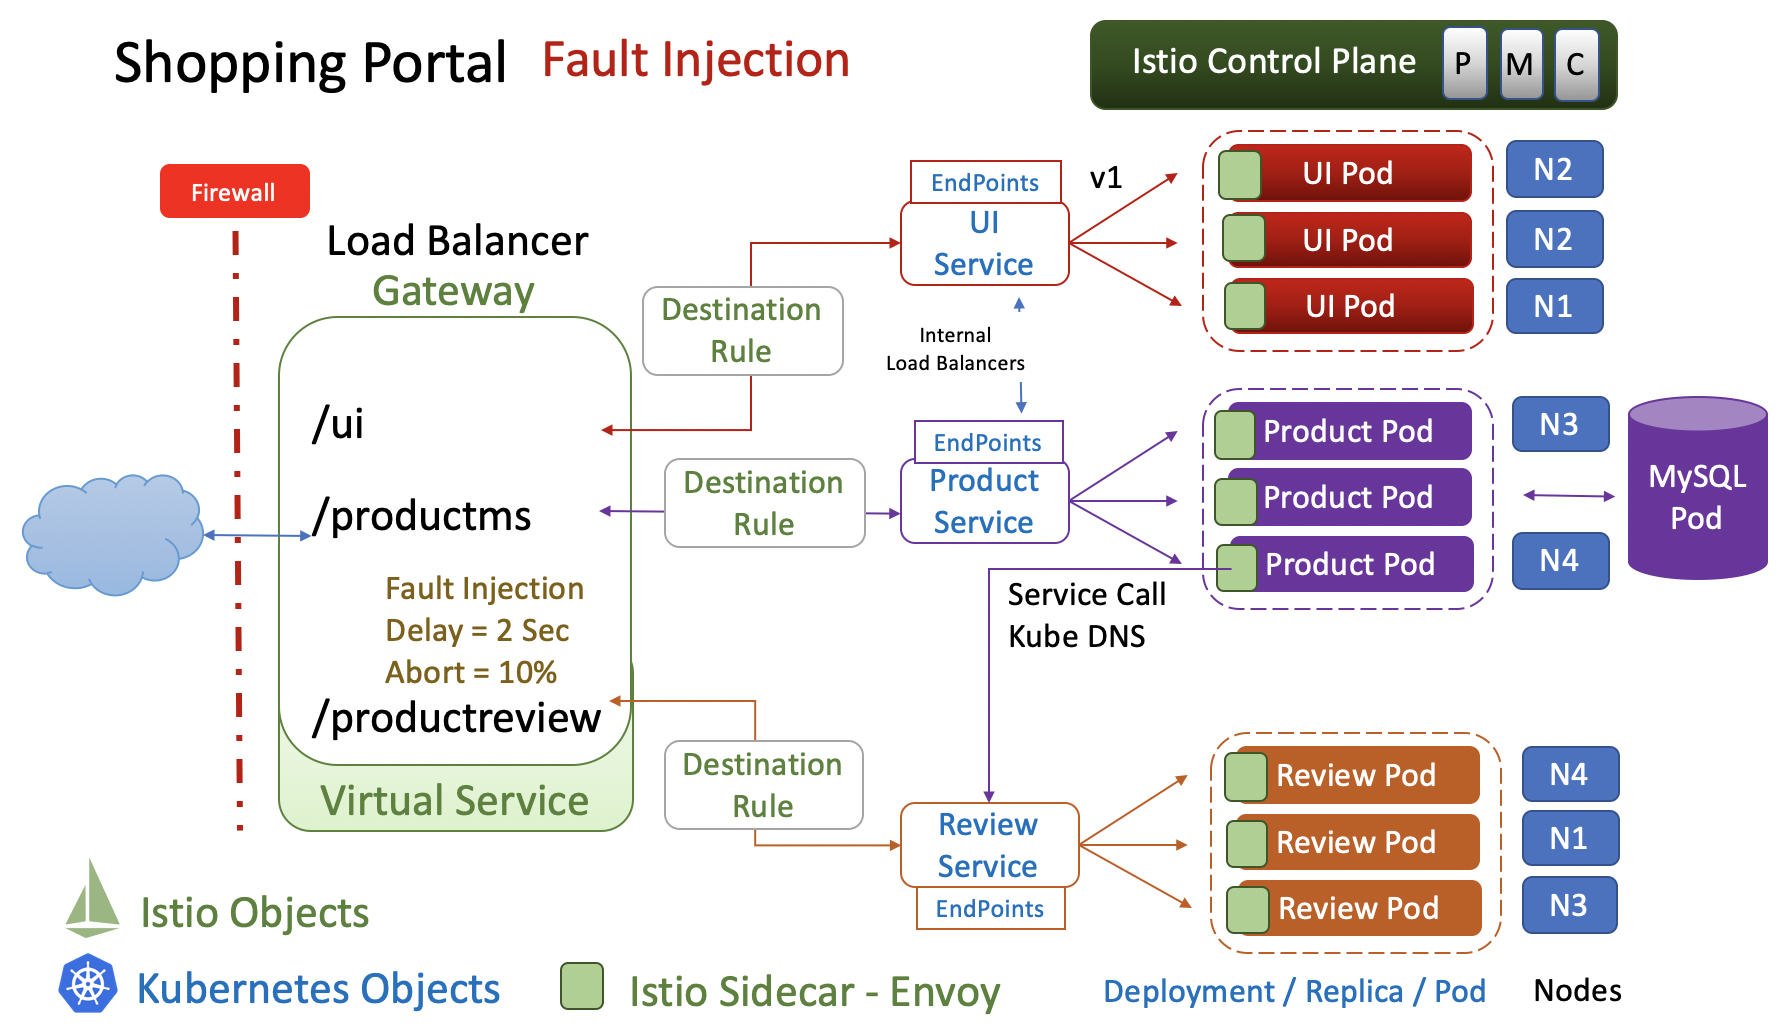 Shopping Portal Fault Injection
Istio Control Plane P M C
Firewall
Load Balancer
Gateway
/ui
/productms
Fault Injection
Delay = 2 Sec
Abort = 10%
/productreview
Virtual Service
Destination
Rule
Destination
Rule
Destination
Rule
EndPoints
UI
Service
v1
Internal
Load Balancers
EndPoints
Product
Service
Service Call
Kube DNS
Review
Service
EndPoints
UI Pod
UI Pod
UI Pod
N2
N2
N1
Product Pod
Product Pod
Product Pod
N3
N4
MySQL
Pod
Review Pod
Review Pod
Review Pod
N4
N1
N3
Istio Objects
Kubernetes Objects
Istio Sidecar - Envoy
Deployment / Replica / Pod
Nodes